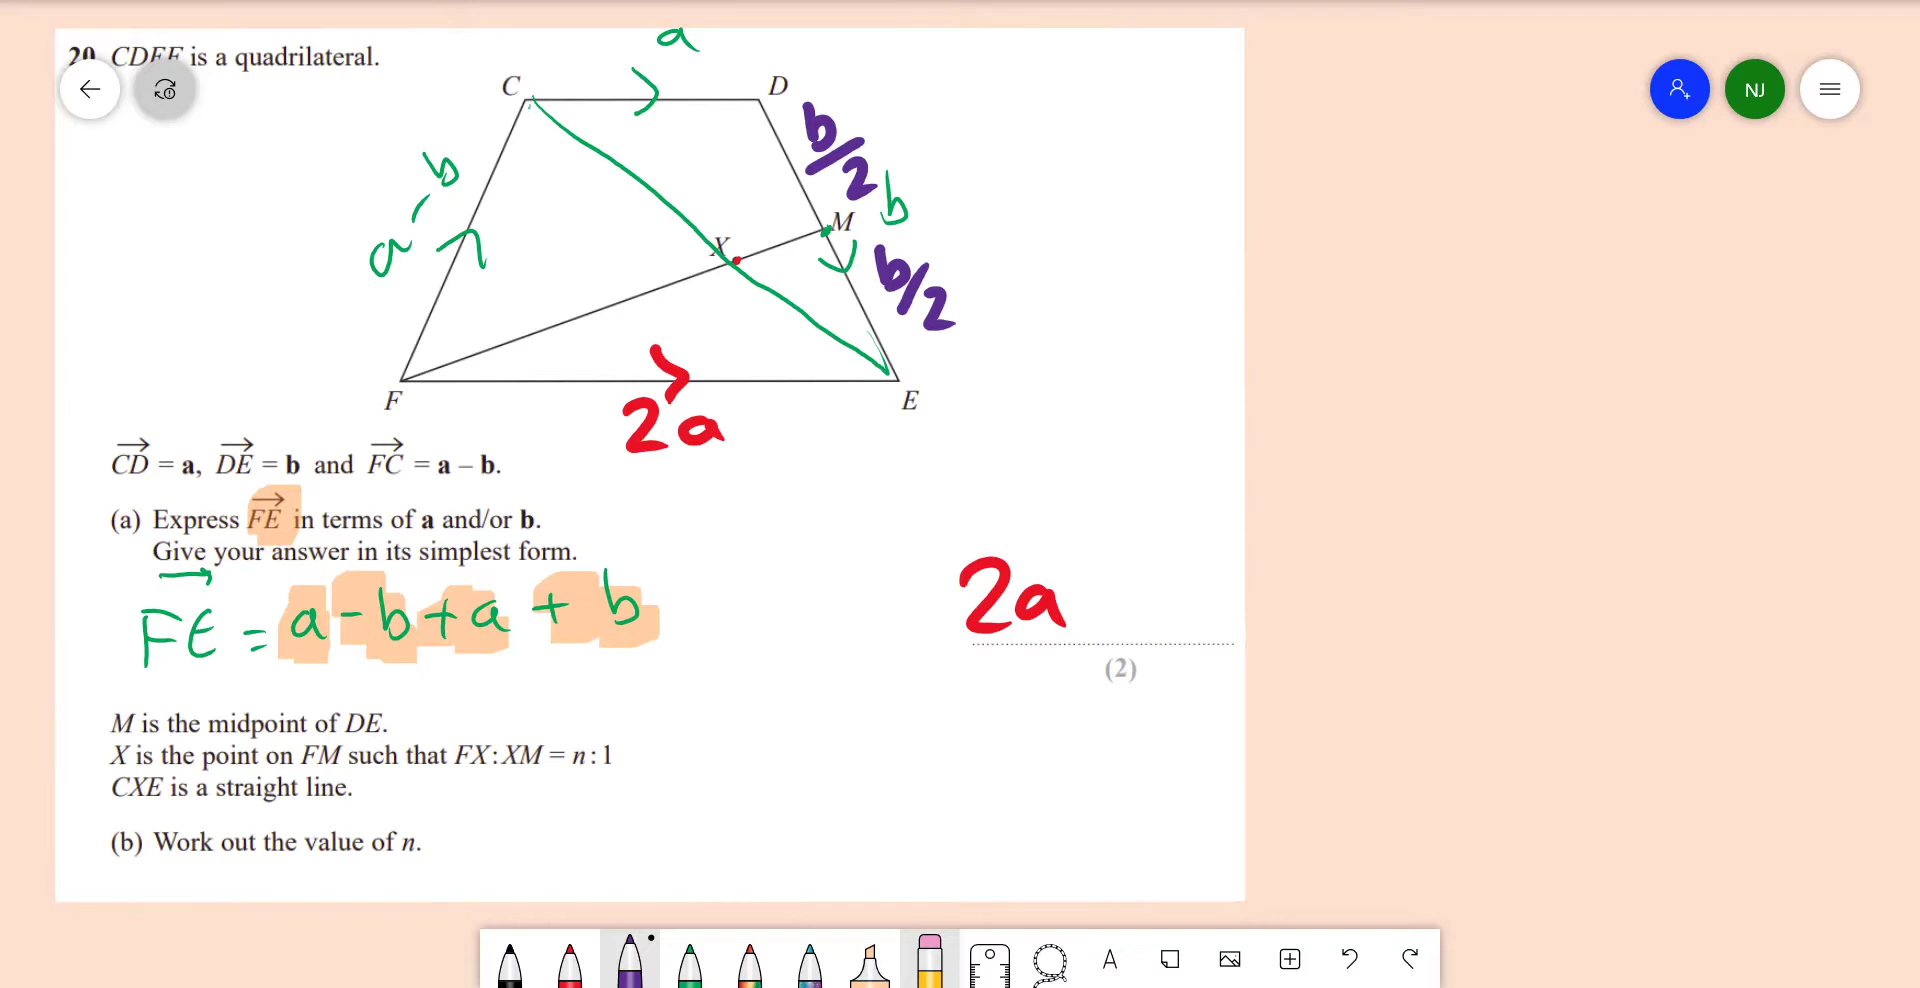 20 CDEF is a quadrilateral.
a
C
D
b/2
b
a - b
M
X
b/2
F
E
2a
CD = a, DE = b and FC = a – b.
(a) Express FE in terms of a and/or b.
Give your answer in its simplest form.
FE = a - b + a + b
2a
(2)
M is the midpoint of DE.
X is the point on FM such that FX : XM = n : 1
CXE is a straight line.
(b) Work out the value of n.
NJ
A